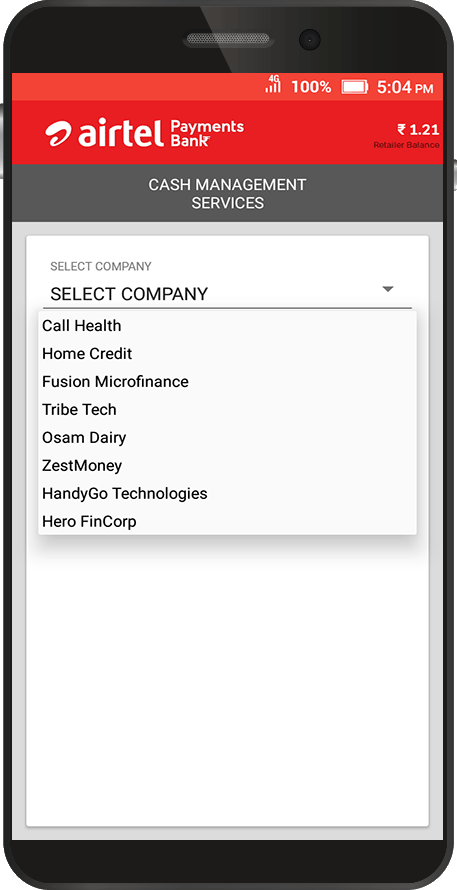 4G 100% 5:04 PM
airtel Payments Bank
₹ 1.21
Retailer Balance
CASH MANAGEMENT
SERVICES
SELECT COMPANY
SELECT COMPANY
Call Health
Home Credit
Fusion Microfinance
Tribe Tech
Osam Dairy
ZestMoney
HandyGo Technologies
Hero FinCorp